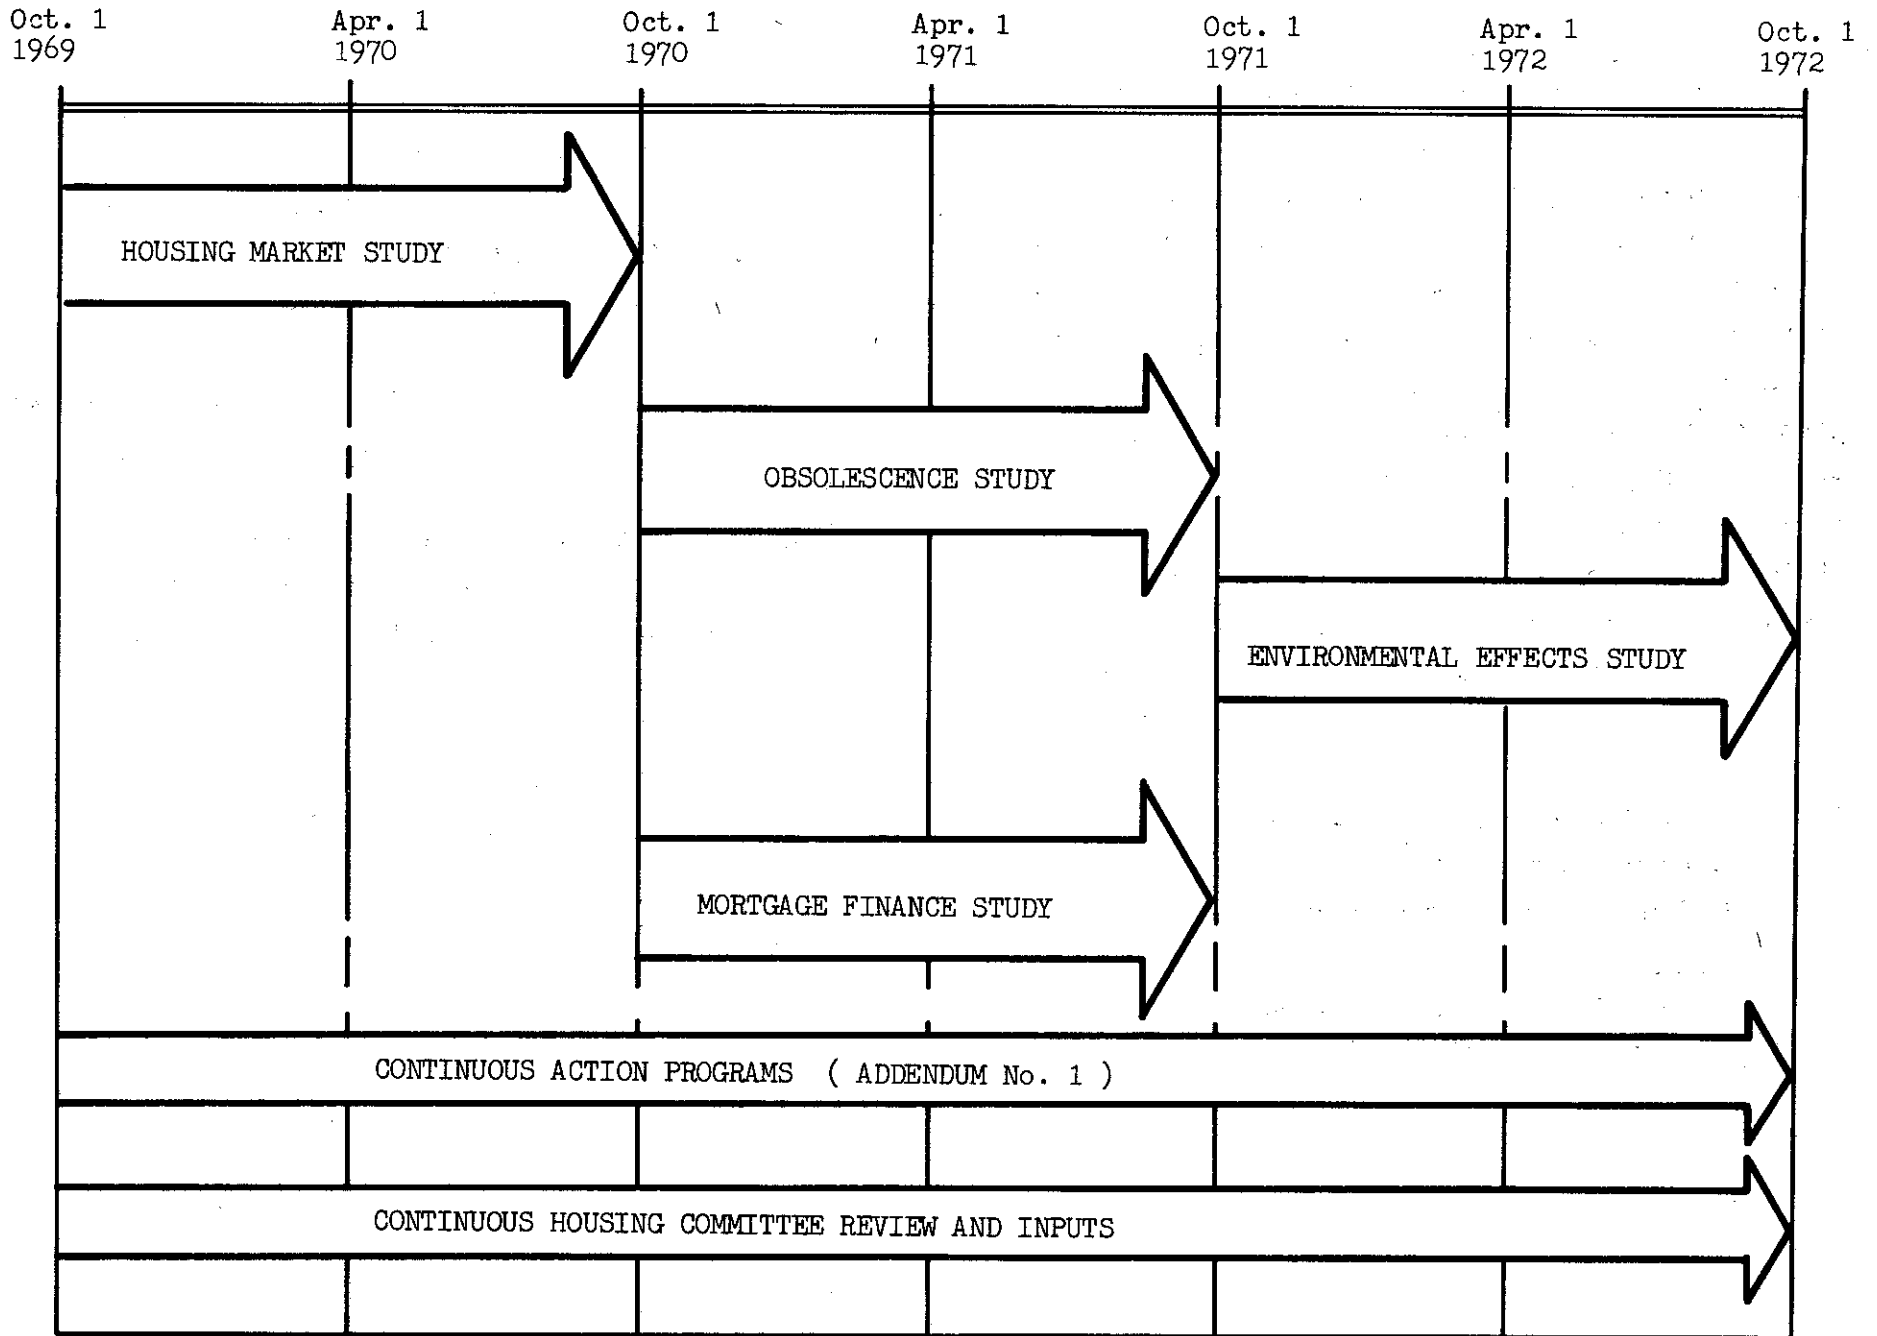 Oct. 1 Apr. 1 Oct. 1 Apr. 1 Oct. 1 Apr. 1 Oct. 1
1969 1970 1970 1971 1971 1972 1972
HOUSING MARKET STUDY
OBSOLESCENCE STUDY
ENVIRONMENTAL EFFECTS STUDY
MORTGAGE FINANCE STUDY
CONTINUOUS ACTION PROGRAMS ( ADDENDUM No. 1 )
CONTINUOUS HOUSING COMMITTEE REVIEW AND INPUTS